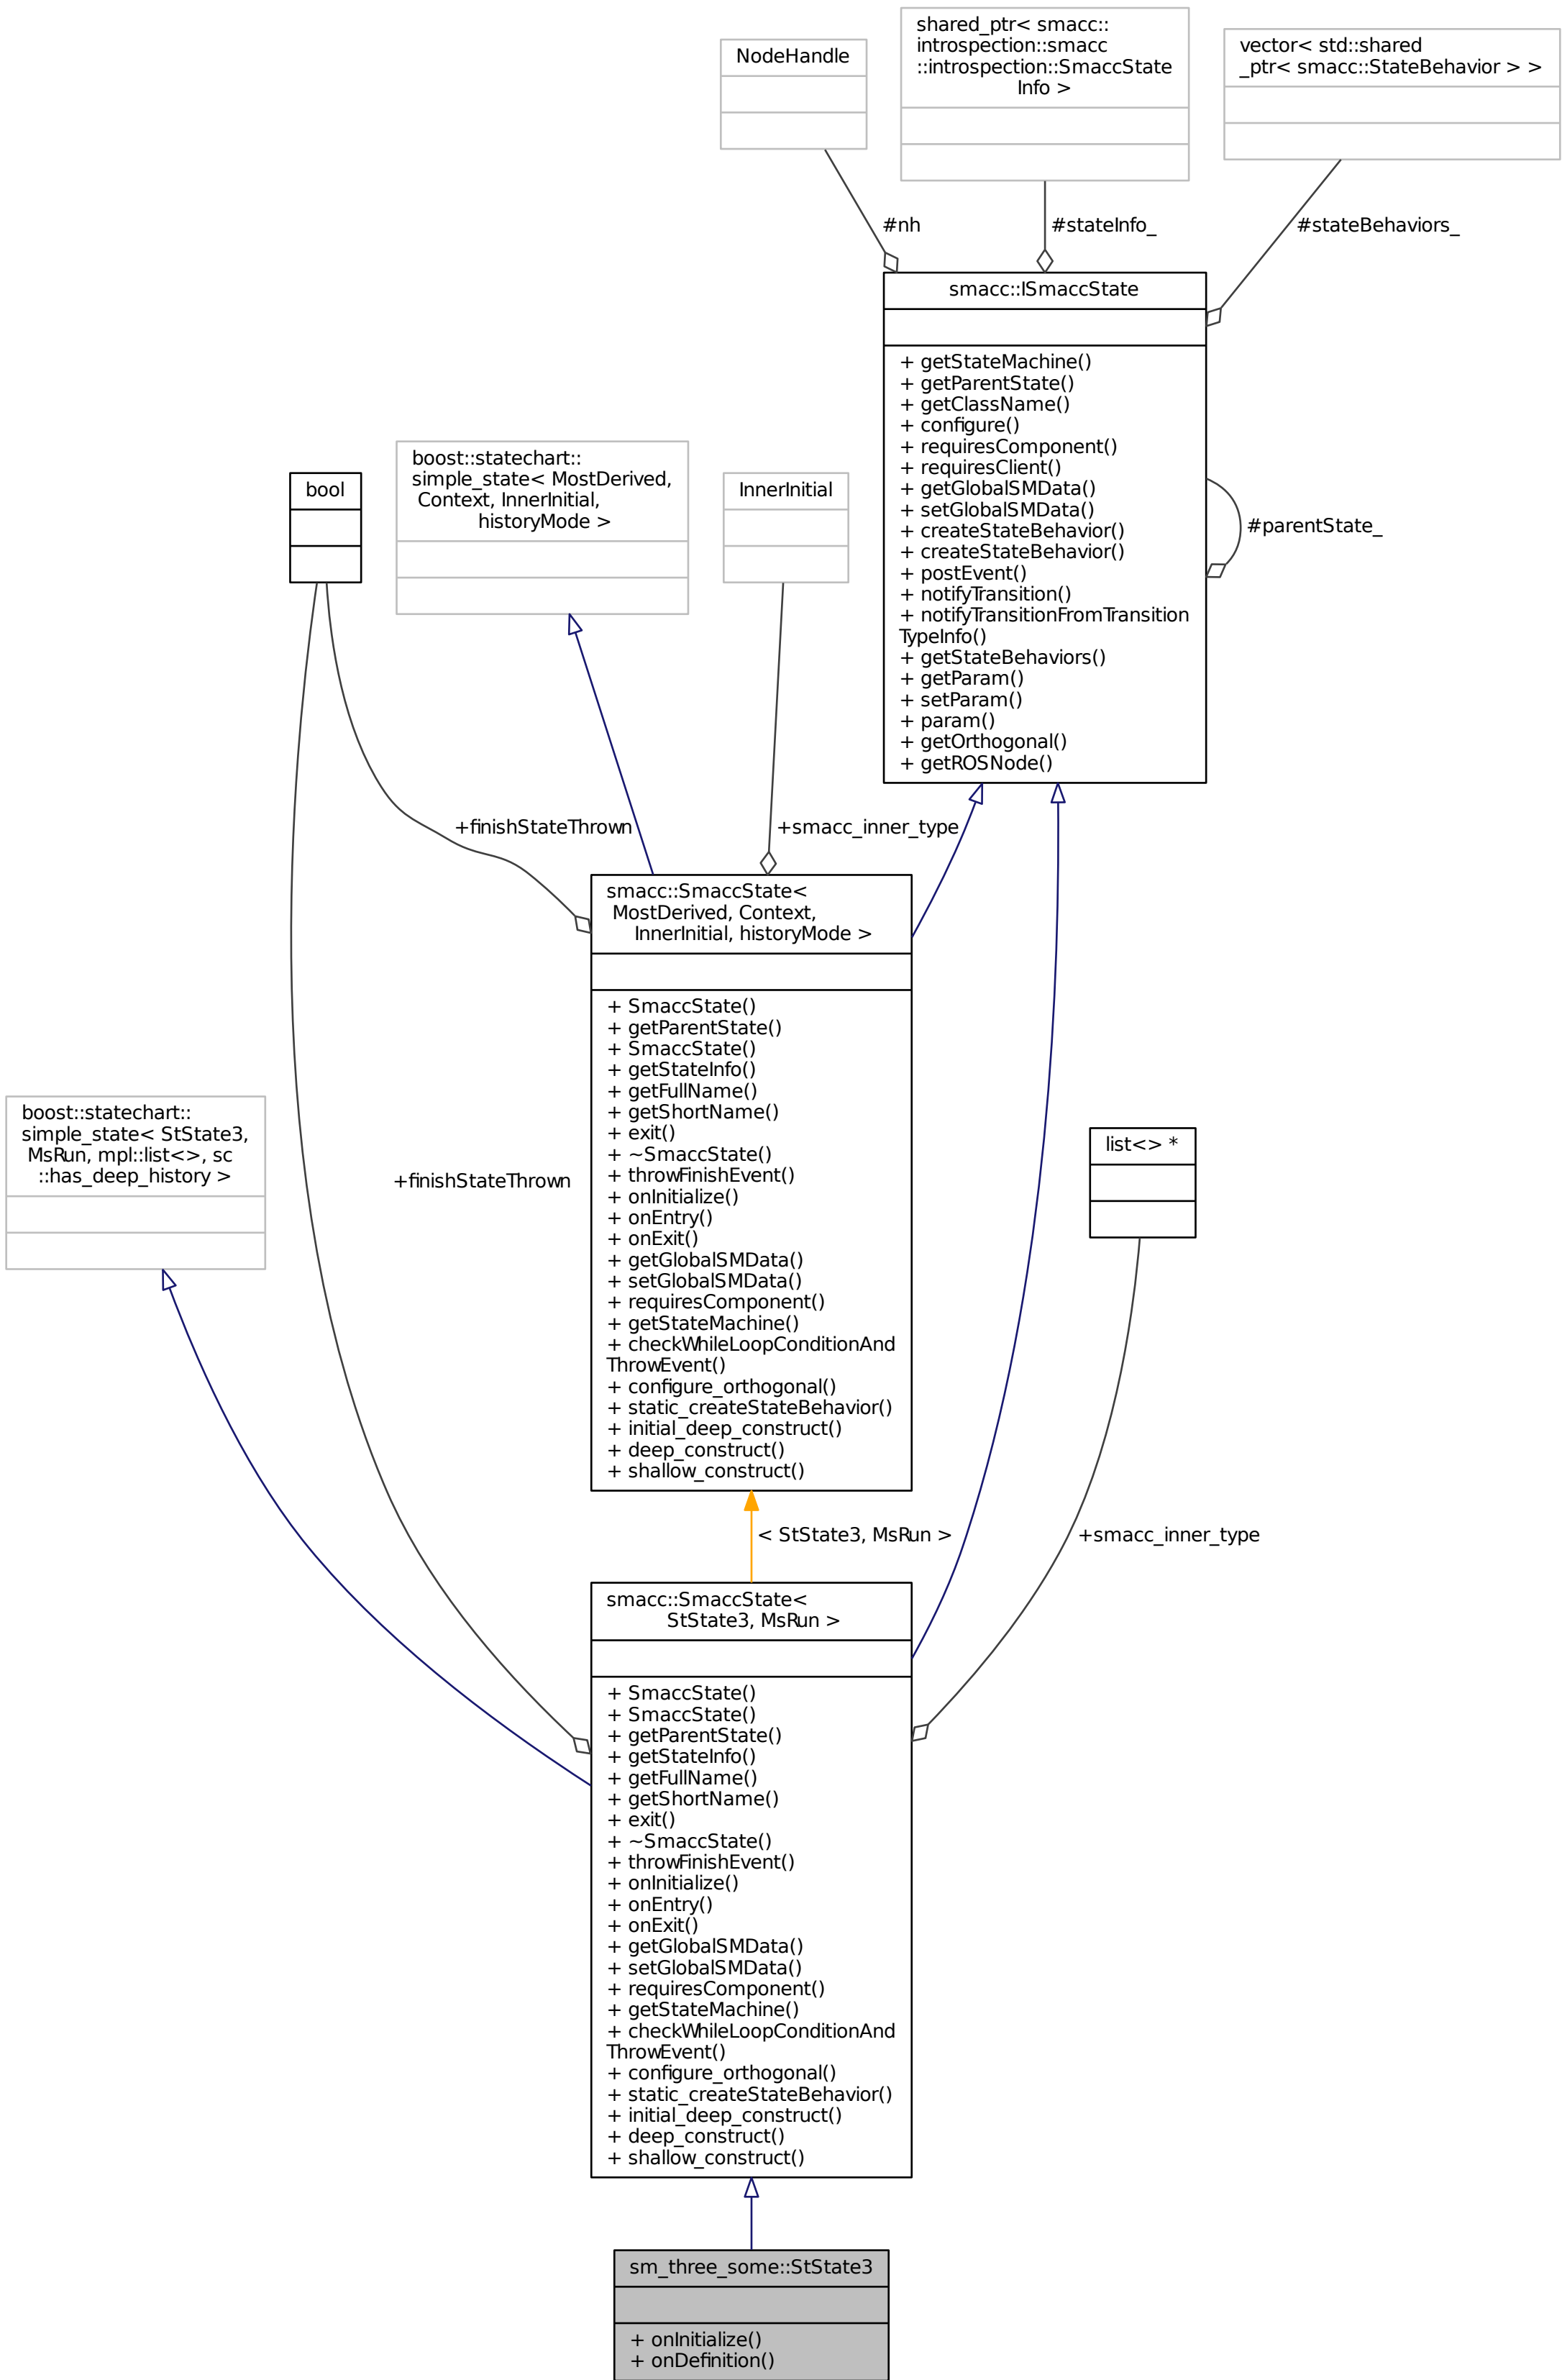 NodeHandle
shared_ptr< smacc::
introspection::smacc
::introspection::SmaccState
Info >
vector< std::shared
_ptr< smacc::StateBehavior > >
#nh
#stateInfo_
#stateBehaviors_
smacc::ISmaccState
+ getStateMachine()
+ getParentState()
+ getClassName()
+ configure()
+ requiresComponent()
+ requiresClient()
+ getGlobalSMData()
+ setGlobalSMData()
+ createStateBehavior()
+ createStateBehavior()
+ postEvent()
+ notifyTransition()
+ notifyTransitionFromTransition
TypeInfo()
+ getStateBehaviors()
+ getParam()
+ setParam()
+ param()
+ getOrthogonal()
+ getROSNode()
#parentState_
bool
boost::statechart::
simple_state< MostDerived,
Context, InnerInitial,
historyMode >
InnerInitial
+finishStateThrown
+smacc_inner_type
smacc::SmaccState<
MostDerived, Context,
InnerInitial, historyMode >
+ SmaccState()
+ getParentState()
+ SmaccState()
+ getStateInfo()
+ getFullName()
+ getShortName()
+ exit()
+ ~SmaccState()
+ throwFinishEvent()
+ onInitialize()
+ onEntry()
+ onExit()
+ getGlobalSMData()
+ setGlobalSMData()
+ requiresComponent()
+ getStateMachine()
+ checkWhileLoopConditionAnd
ThrowEvent()
+ configure_orthogonal()
+ static_createStateBehavior()
+ initial_deep_construct()
+ deep_construct()
+ shallow_construct()
boost::statechart::
simple_state< StState3,
MsRun, mpl::list<>, sc
::has_deep_history >
+finishStateThrown
list<> *
< StState3, MsRun >
+smacc_inner_type
smacc::SmaccState<
StState3, MsRun >
+ SmaccState()
+ SmaccState()
+ getParentState()
+ getStateInfo()
+ getFullName()
+ getShortName()
+ exit()
+ ~SmaccState()
+ throwFinishEvent()
+ onInitialize()
+ onEntry()
+ onExit()
+ getGlobalSMData()
+ setGlobalSMData()
+ requiresComponent()
+ getStateMachine()
+ checkWhileLoopConditionAnd
ThrowEvent()
+ configure_orthogonal()
+ static_createStateBehavior()
+ initial_deep_construct()
+ deep_construct()
+ shallow_construct()
sm_three_some::StState3
+ onInitialize()
+ onDefinition()